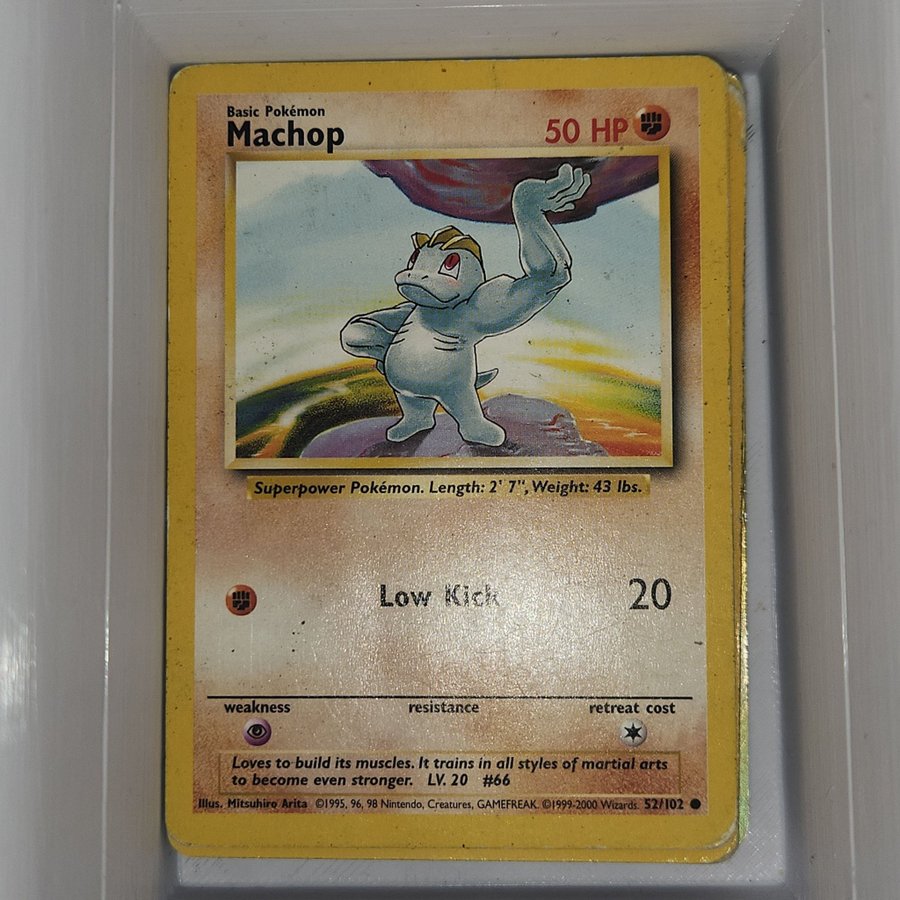 Basic Pokémon
Machop
50 HP
Superpower Pokémon. Length: 2' 7", Weight: 43 lbs.
Low Kick 20
weakness resistance retreat cost
Loves to build its muscles. It trains in all styles of martial arts
to become even stronger. LV. 20 #66
Illus. Mitsuhiro Arita ©1995, 96, 98 Nintendo, Creatures, GAMEFREAK. ©1999-2000 Wizards. 52/102